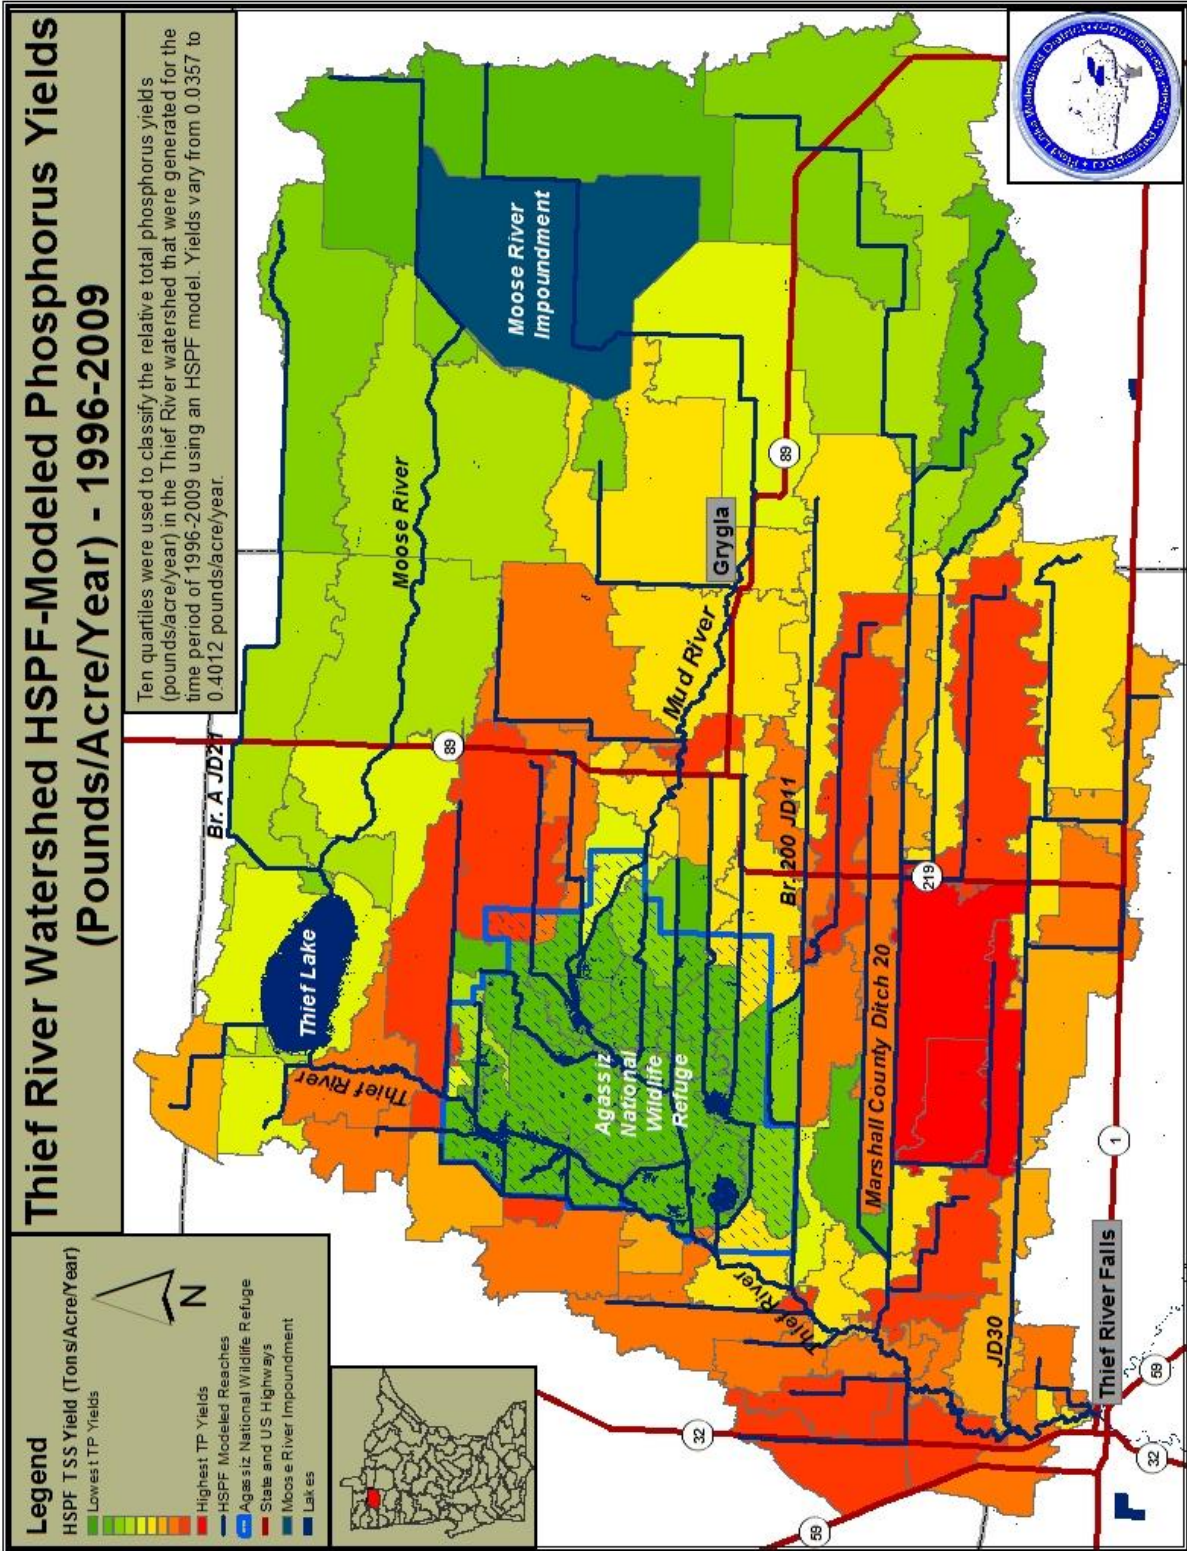 Thief River Watershed HSPF-Modeled Phosphorus Yields
(Pounds/Acre/Year) - 1996-2009
Ten quartiles were used to classify the relative total phosphorus yields
(pounds/acre/year) in the Thief River watershed that were generated for the
time period of 1996-2009 using an HSPF model. Yields vary from 0.0357 to
0.4012 pounds/acre/year.
Legend
HSPF TSS Yield (Tons/Acre/Year)
Lowest TP Yields
Highest TP Yields
HSPF Modeled Reaches
Agassiz National Wildlife Refuge
State and US Highways
Moose River Impoundment
Lakes
N
Br. A JD21
Thief Lake
Moose River
Moose River
Impoundment
89
Thief River
Agassiz
National
Wildlife
Refuge
Mud River
Grygla
89
Br. 200 JD11
Thief River
Marshall County Ditch 20
219
JD30
1
Thief River Falls
32
59
59
32